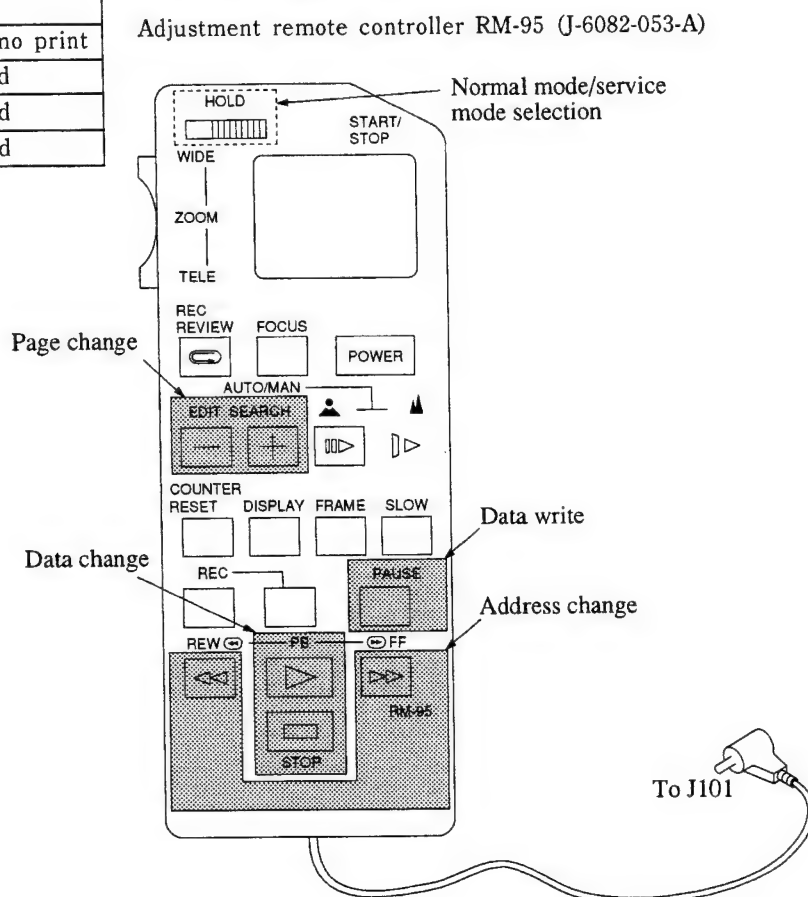 no print
d
d
d
Adjustment remote controller RM-95 (J-6082-053-A)
Normal mode/service
mode selection
HOLD
START/
STOP
WIDE
ZOOM
TELE
REC
REVIEW
FOCUS
POWER
Page change
AUTO/MAN
EDIT SEARCH
COUNTER
RESET
DISPLAY
FRAME
SLOW
Data write
Data change
REC
PAUSE
Address change
REW
PB
FF
RM-95
STOP
To J101